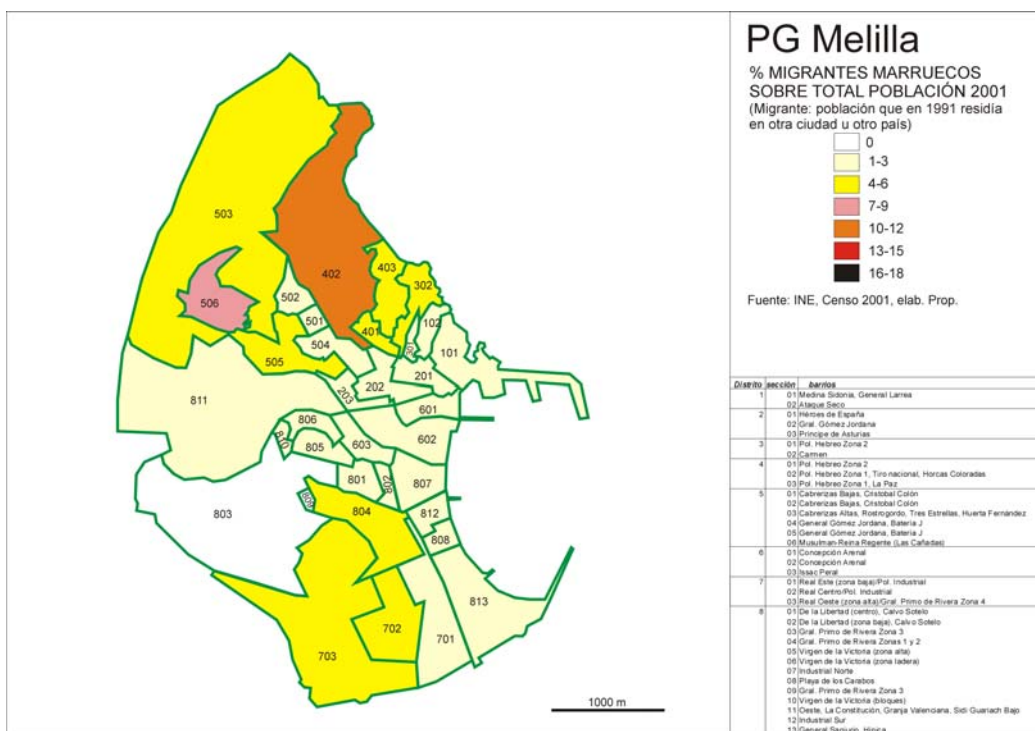 PG Melilla
% MIGRANTES MARRUECOS
SOBRE TOTAL POBLACIÓN 2001
(Migrante: población que en 1991 residía
en otra ciudad u otro país)
0
1-3
4-6
7-9
10-12
13-15
16-18
Fuente: INE, Censo 2001, elab. Prop.
503
402
403
302
506
502
501
401
102
301
101
504
505
201
202
203
811
601
806
602
810
805
603
801
802
807
809
804
803
812
808
813
702
701
703
1000 m
Distrito sección barrios
1 01 Medina Sidonia, General Larrea
02 Ataque Seco
2 01 Héroes de España
02 Gral. Gómez Jordana
03 Príncipe de Asturias
3 01 Pol. Hebreo Zona 2
02 Carmen
4 01 Pol. Hebreo Zona 2
02 Pol. Hebreo Zona 1, Tiro nacional, Horcas Coloradas
03 Pol. Hebreo Zona 1, La Paz
5 01 Cabrerizas Bajas, Cristobal Colón
02 Cabrerizas Bajas, Cristobal Colón
03 Cabrerizas Altas, Rostrogordo, Tres Estrellas, Huerta Fernández
04 General Gómez Jordana, Batería J
05 General Gómez Jordana, Batería J
06 Musulman-Reina Regente (Las Cañadas)
6 01 Concepción Arenal
02 Concepción Arenal
03 Issac Peral
7 01 Real Este (zona baja)/Pol. Industrial
02 Real Centro/Pol. Industrial
03 Real Oeste (zona alta)/Gral. Primo de Rivera Zona 4
8 01 De la Libertad (centro), Calvo Sotelo
02 De la Libertad (zona baja), Calvo Sotelo
03 Gral. Primo de Rivera Zona 3
04 Gral. Primo de Rivera Zonas 1 y 2
05 Virgen de la Victoria (zona alta)
06 Virgen de la Victoria (zona ladera)
07 Industrial Norte
08 Playa de los Carabos
09 Gral. Primo de Rivera Zona 3
10 Virgen de la Victoria (bloques)
11 Oeste, La Constitución, Granja Valenciana, Sidi Guariach Bajo
12 Industrial Sur
13 General Sanjurjo, Hípica